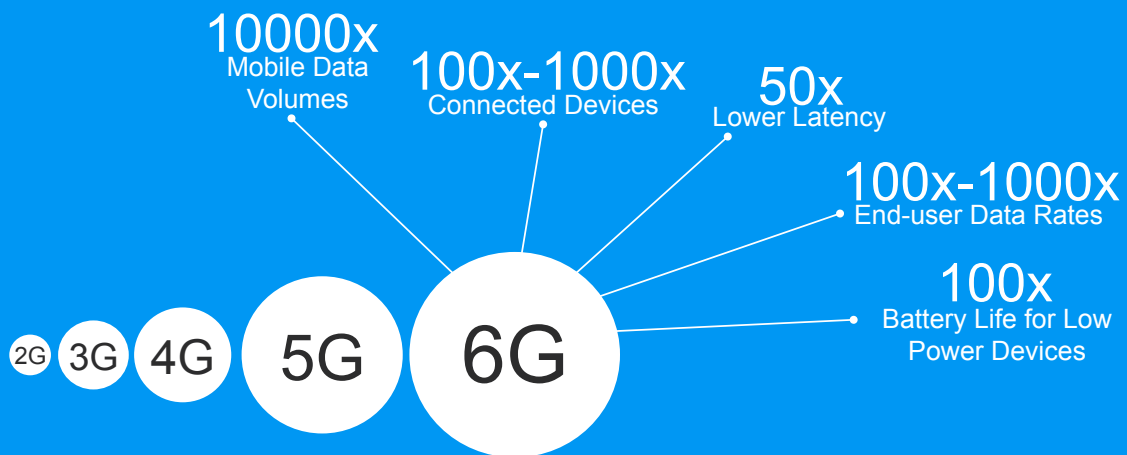 10000x
Mobile Data
Volumes
100x-1000x
Connected Devices
50x
Lower Latency
100x-1000x
End-user Data Rates
100x
Battery Life for Low
Power Devices
2G
3G
4G
5G
6G